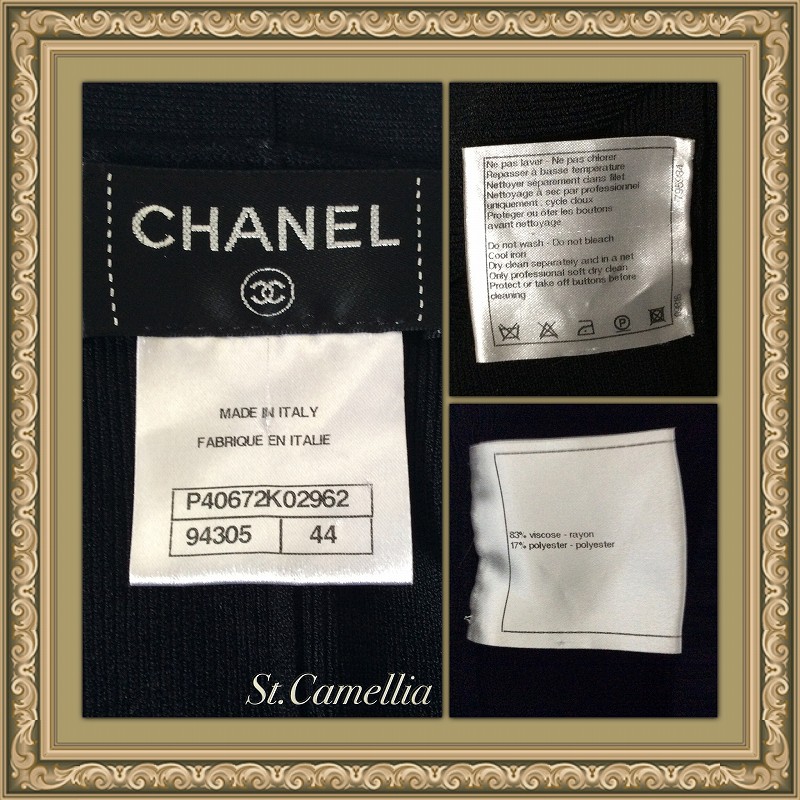 CHANEL
MADE IN ITALY
FABRIQUE EN ITALIE
P40672K02962
94305 44
St.Camellia
Ne pas laver - Ne pas chlorer
Repasser à basse température
Nettoyer séparement dans filet
Nettoyage à sec par professionnel
uniquement : cycle doux
Protéger ou ôter les boutons
avant nettoyage
Do not wash - Do not bleach
Cool iron
Dry clean separately and in a net
Only professional soft dry clean
Protect or take off buttons before
cleaning
P
83% viscose - rayon
17% polyester - polyester